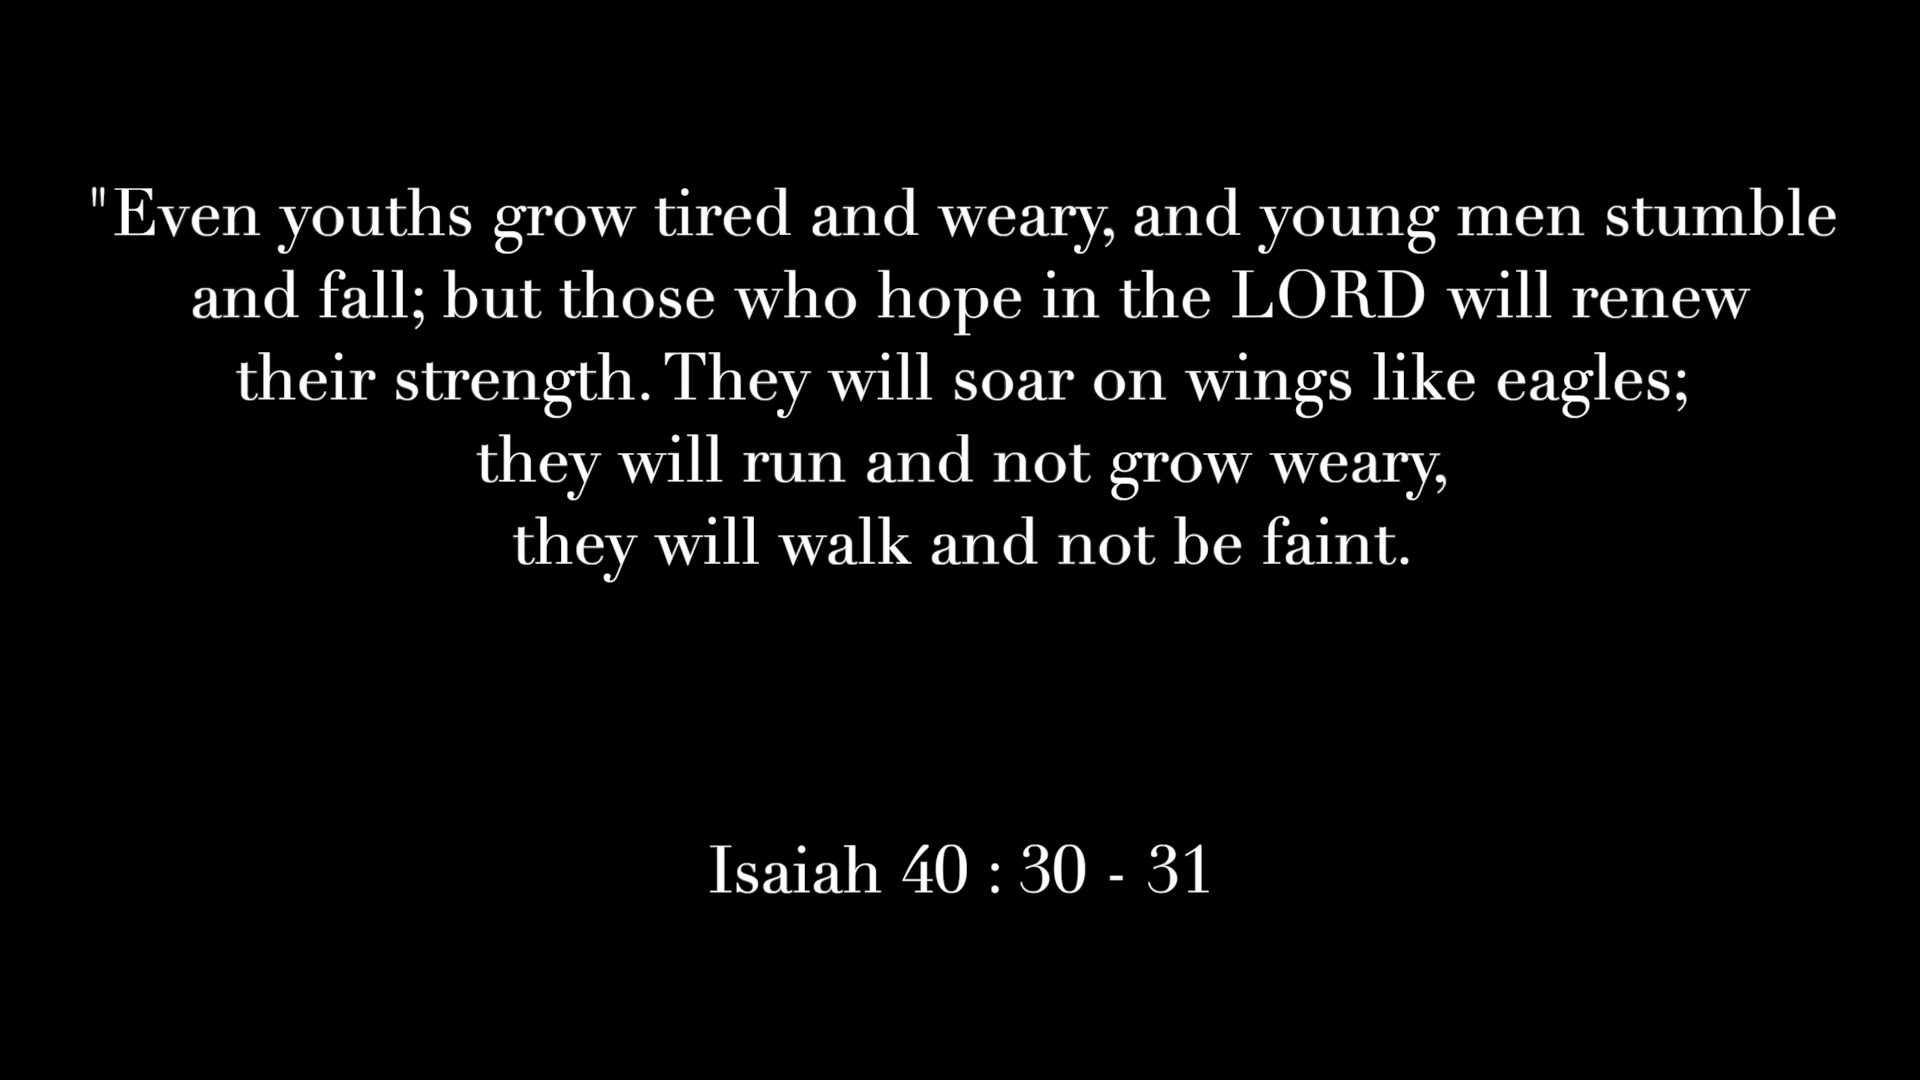 "Even youths grow tired and weary, and young men stumble
and fall; but those who hope in the LORD will renew
their strength. They will soar on wings like eagles;
they will run and not grow weary,
they will walk and not be faint.
Isaiah 40 : 30 - 31